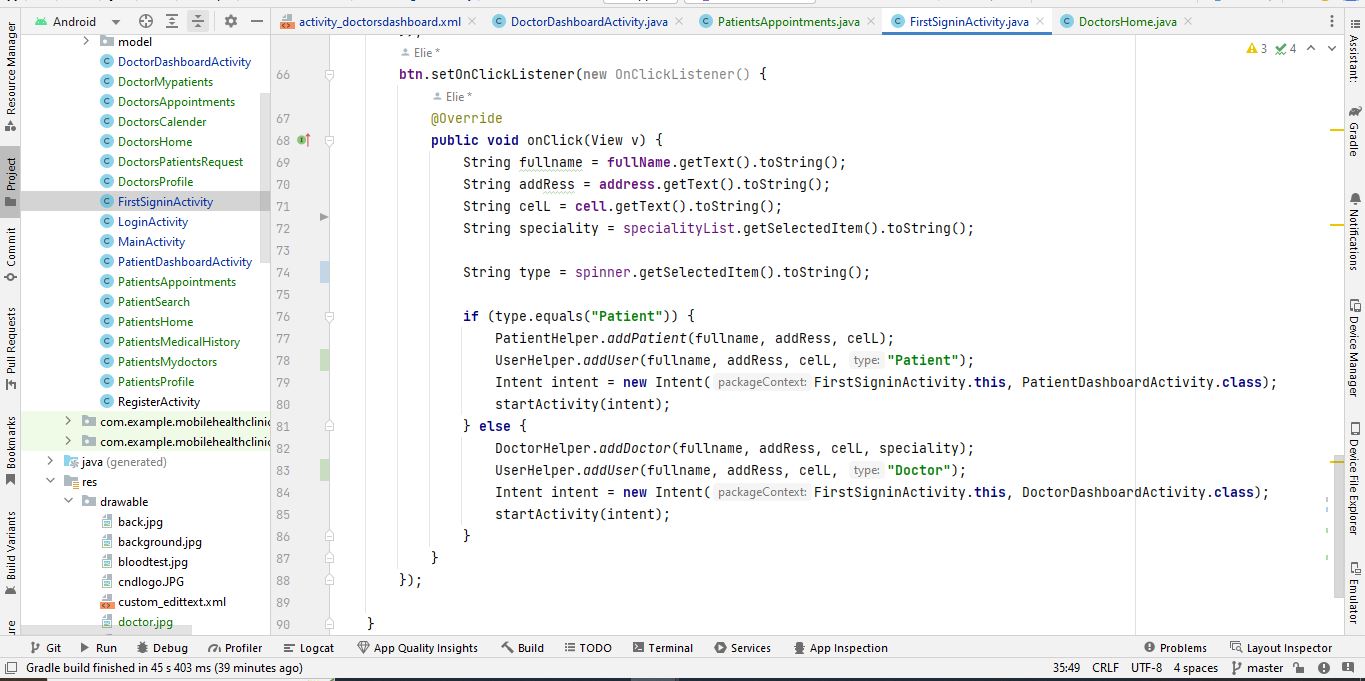 Android
activity_doctorsdashboard.xml
DoctorDashboardActivity.java
PatientsAppointments.java
FirstSigninActivity.java
DoctorsHome.java
Resource Manager
Project
Commit
Pull Requests
Bookmarks
Build Variants
model
DoctorDashboardActivity
DoctorMypatients
DoctorsAppointments
DoctorsCalender
DoctorsHome
DoctorsPatientsRequest
DoctorsProfile
FirstSigninActivity
LoginActivity
MainActivity
PatientDashboardActivity
PatientsAppointments
PatientSearch
PatientsHome
PatientsMedicalHistory
PatientsMydoctors
PatientsProfile
RegisterActivity
com.example.mobilehealthclinic
com.example.mobilehealthclinic
java (generated)
res
drawable
back.jpg
background.jpg
bloodtest.jpg
cndlogo.JPG
custom_edittext.xml
doctor.jpg
3 4
Elie *
66 btn.setOnClickListener(new OnClickListener() {
Elie *
67 @Override
68 public void onClick(View v) {
69 String fullname = fullName.getText().toString();
70 String addRess = address.getText().toString();
71 String celL = cell.getText().toString();
72 String speciality = specialityList.getSelectedItem().toString();
73
74 String type = spinner.getSelectedItem().toString();
75
76 if (type.equals("Patient")) {
77 PatientHelper.addPatient(fullname, addRess, celL);
78 UserHelper.addUser(fullname, addRess, celL, type: "Patient");
79 Intent intent = new Intent( packageContext: FirstSigninActivity.this, PatientDashboardActivity.class);
80 startActivity(intent);
81 } else {
82 DoctorHelper.addDoctor(fullname, addRess, celL, speciality);
83 UserHelper.addUser(fullname, addRess, celL, type: "Doctor");
84 Intent intent = new Intent( packageContext: FirstSigninActivity.this, DoctorDashboardActivity.class);
85 startActivity(intent);
86 }
87 }
88 });
89
90 }
Assistant:
Gradle
Notifications
Device Manager
Device File Explorer
Emulator
Git Run Debug Profiler Logcat App Quality Insights Build TODO Terminal Services App Inspection Problems Layout Inspector
Gradle build finished in 45 s 403 ms (39 minutes ago) 35:49 CRLF UTF-8 4 spaces master